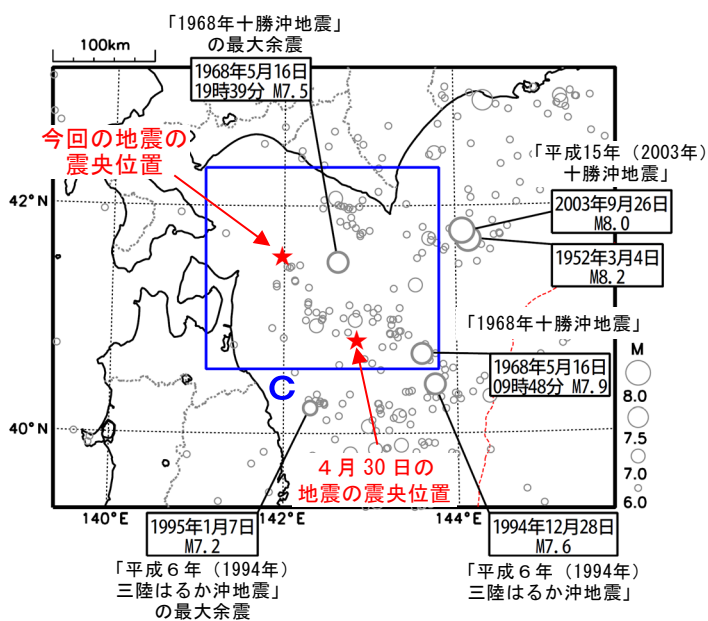 「1968年十勝沖地震」
の最大余震
100km
1968年5月16日
19時39分 M7.5
今回の地震の
震央位置
「平成15年（2003年）
十勝沖地震」
42°N
2003年9月26日
M8.0
1952年3月4日
M8.2
「1968年十勝沖地震」
M
1968年5月16日
09時48分 M7.9
8.0
C
7.5
40°N
7.0
４月30日の
地震の震央位置
6.0
140°E
142°E
144°E
1995年1月7日
M7.2
1994年12月28日
M7.6
「平成６年（1994年）
三陸はるか沖地震」
の最大余震
「平成６年（1994年）
三陸はるか沖地震」